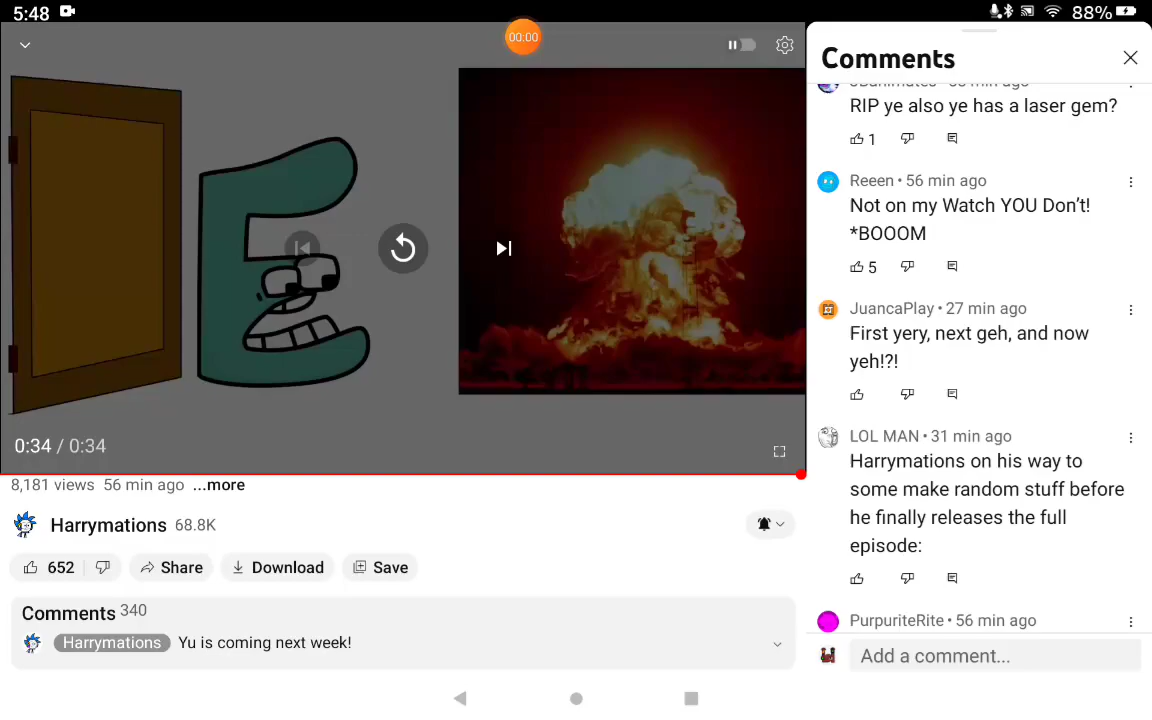 5:48
88%
00:00
0:34 / 0:34
8,181 views 56 min ago ...more
Harrymations 68.8K
652
Share
Download
Save
Comments 340
Harrymations Yu is coming next week!
Comments
RIP ye also ye has a laser gem?
1
Reeen • 56 min ago
Not on my Watch YOU Don’t!
*BOOOM
5
JuancaPlay • 27 min ago
First yery, next geh, and now
yeh!?!
LOL MAN • 31 min ago
Harrymations on his way to
some make random stuff before
he finally releases the full
episode:
PurpuriteRite • 56 min ago
Add a comment...